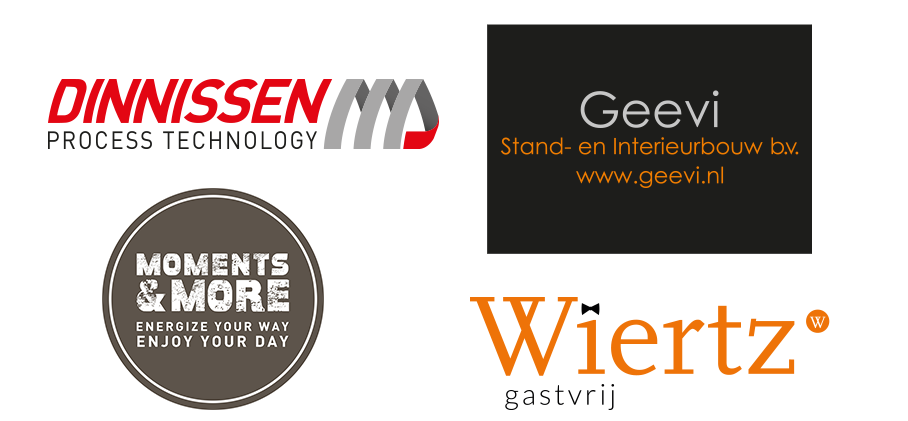 DINNISSEN
PROCESS TECHNOLOGY
Geevi
Stand- en Interieurbouw b.v.
www.geevi.nl
MOMENTS
& MORE
ENERGIZE YOUR WAY
ENJOY YOUR DAY
Wiertz
W
gastvrij